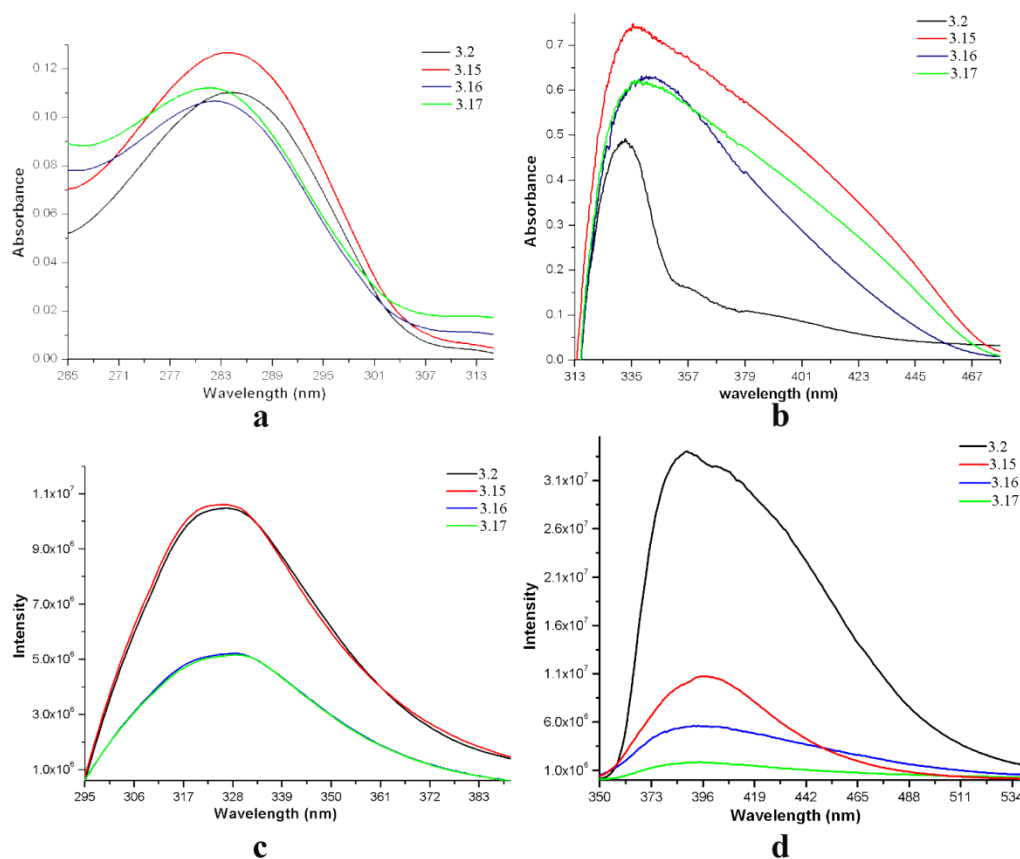 3.2
3.15
3.16
3.17
0.12
0.10
0.08
0.06
0.04
0.02
0.00
Absorbance
265 271 277 283 289 295 301 307 313
Wavelength (nm)
a
3.2
3.15
3.16
3.17
0.7
0.6
0.5
0.4
0.3
0.2
0.1
0.0
Absorbance
313 335 357 379 401 423 445 467
wavelength (nm)
b
3.2
3.15
3.16
3.17
1.1x10⁷
9.0x10⁶
7.0x10⁶
5.0x10⁶
3.0x10⁶
1.0x10⁶
Intensity
295 306 317 328 339 350 361 372 383
Wavelength (nm)
c
3.2
3.15
3.16
3.17
3.1x10⁷
2.6x10⁷
2.1x10⁷
1.6x10⁷
1.1x10⁷
6.0x10⁶
1.0x10⁶
Intensity
350 373 396 419 442 465 488 511 534
Wavelength (nm)
d